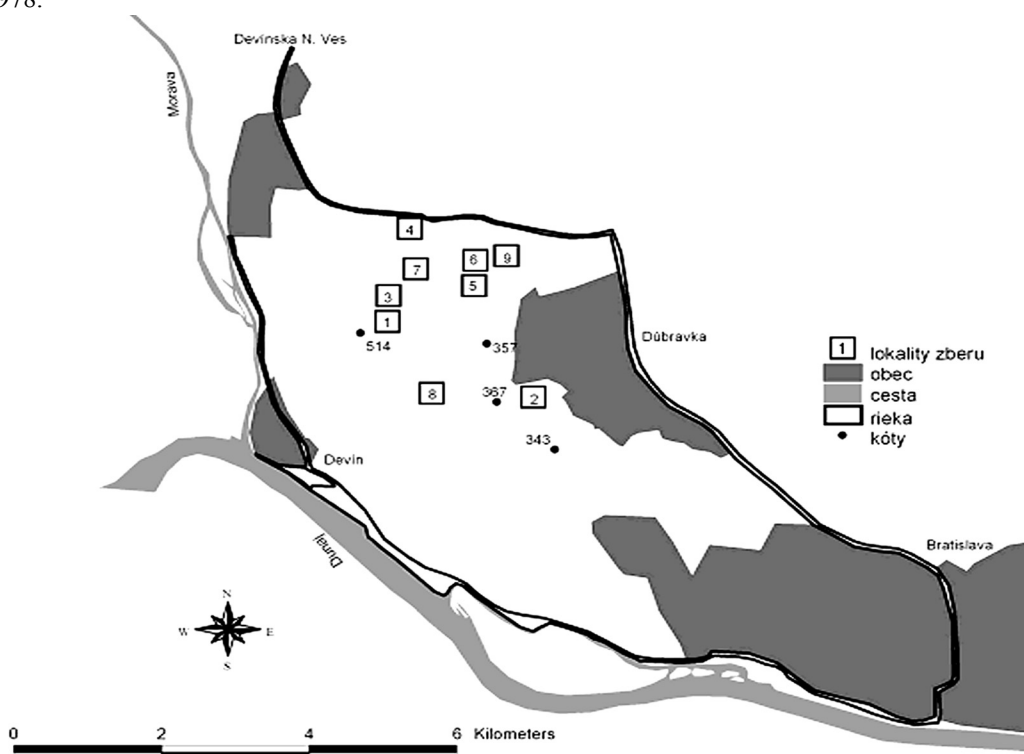 978.
Devínska N. Ves
Morava
4
6
9
7
5
3
1
514
357
Dúbravka
8
367
2
343
1 lokality zberu
obec
cesta
rieka
kóty
Devín
Dunaj
Bratislava
N
W E
S
0 2 4 6 Kilometers